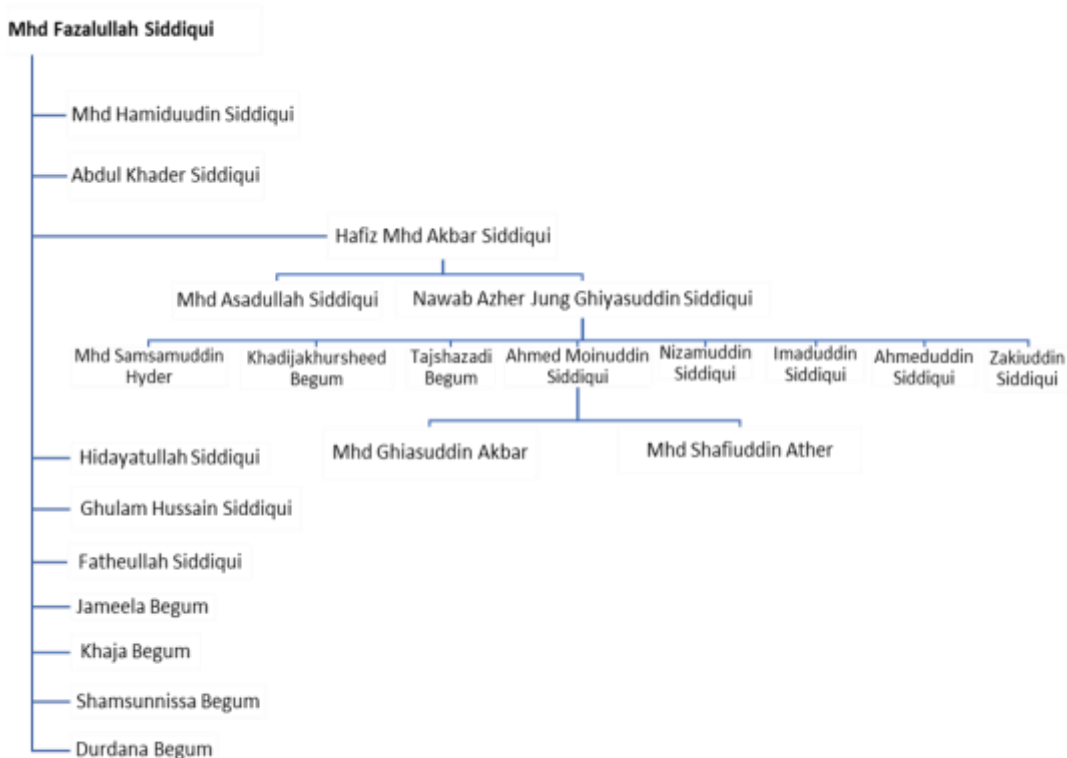 Mhd Fazalullah Siddiqui
Mhd Hamiduudin Siddiqui
Abdul Khader Siddiqui
Hafiz Mhd Akbar Siddiqui
Mhd Asadullah Siddiqui
Nawab Azher Jung Ghiyasuddin Siddiqui
Mhd Samsamuddin
Hyder
Khadijakhursheed
Begum
Tajshazadi
Begum
Ahmed Moinuddin
Siddiqui
Nizamuddin
Siddiqui
Imaduddin
Siddiqui
Ahmeduddin
Siddiqui
Zakiuddin
Siddiqui
Mhd Ghiasuddin Akbar
Mhd Shafiuddin Ather
Hidayatullah Siddiqui
Ghulam Hussain Siddiqui
Fatheullah Siddiqui
Jameela Begum
Khaja Begum
Shamsunnissa Begum
Durdana Begum